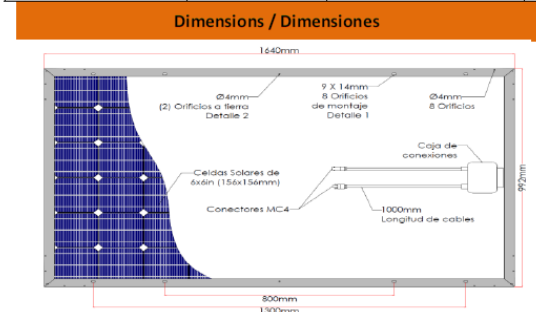 Dimensions / Dimensiones
1640mm
Ø4mm
(2) Orificios a tierra
Detalle 2
9 X 14mm
8 Orificios
de montaje
Detalle 1
Ø4mm
8 Orificios
Caja de
conexiones
Celdas Solares de
6x6in (156x156mm)
Conectores MC4
1000mm
Longitud de cables
992mm
800mm
1300mm